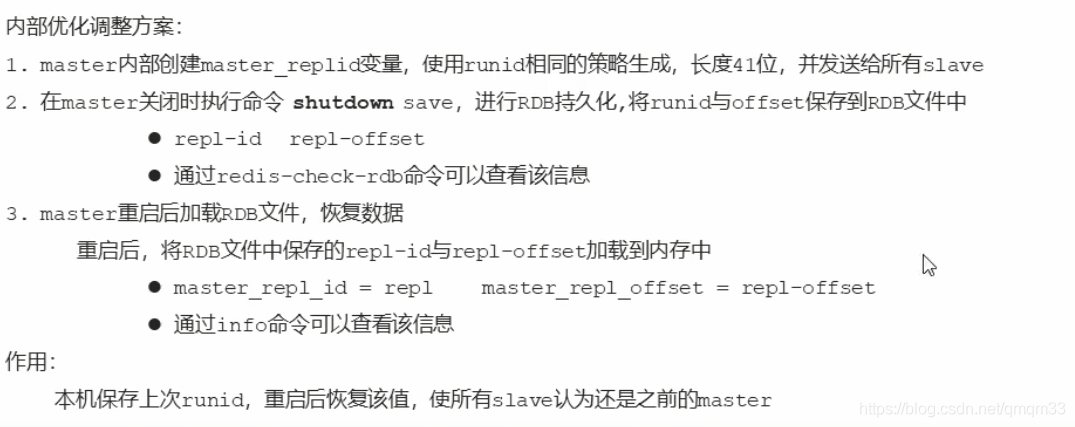 内部优化调整方案：
1. master内部创建master_replid变量，使用runid相同的策略生成，长度41位，并发送给所有slave
2. 在master关闭时执行命令 shutdown save，进行RDB持久化,将runid与offset保存到RDB文件中
● repl-id repl-offset
● 通过redis-check-rdb命令可以查看该信息
3. master重启后加载RDB文件，恢复数据
重启后，将RDB文件中保存的repl-id与repl-offset加载到内存中
● master_repl_id = repl master_repl_offset = repl-offset
● 通过info命令可以查看该信息
作用：
本机保存上次runid，重启后恢复该值，使所有slave认为还是之前的master
https://blog.csdn.net/qmqm33